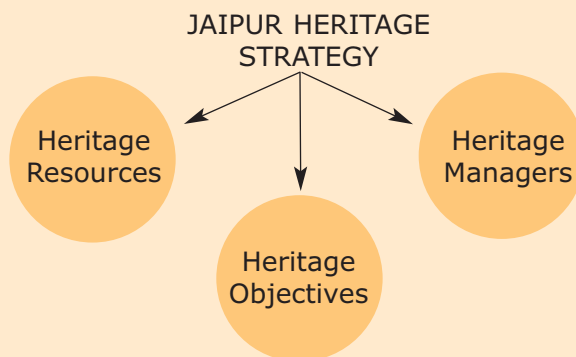 JAIPUR HERITAGE
STRATEGY
Heritage
Resources
Heritage
Managers
Heritage
Objectives